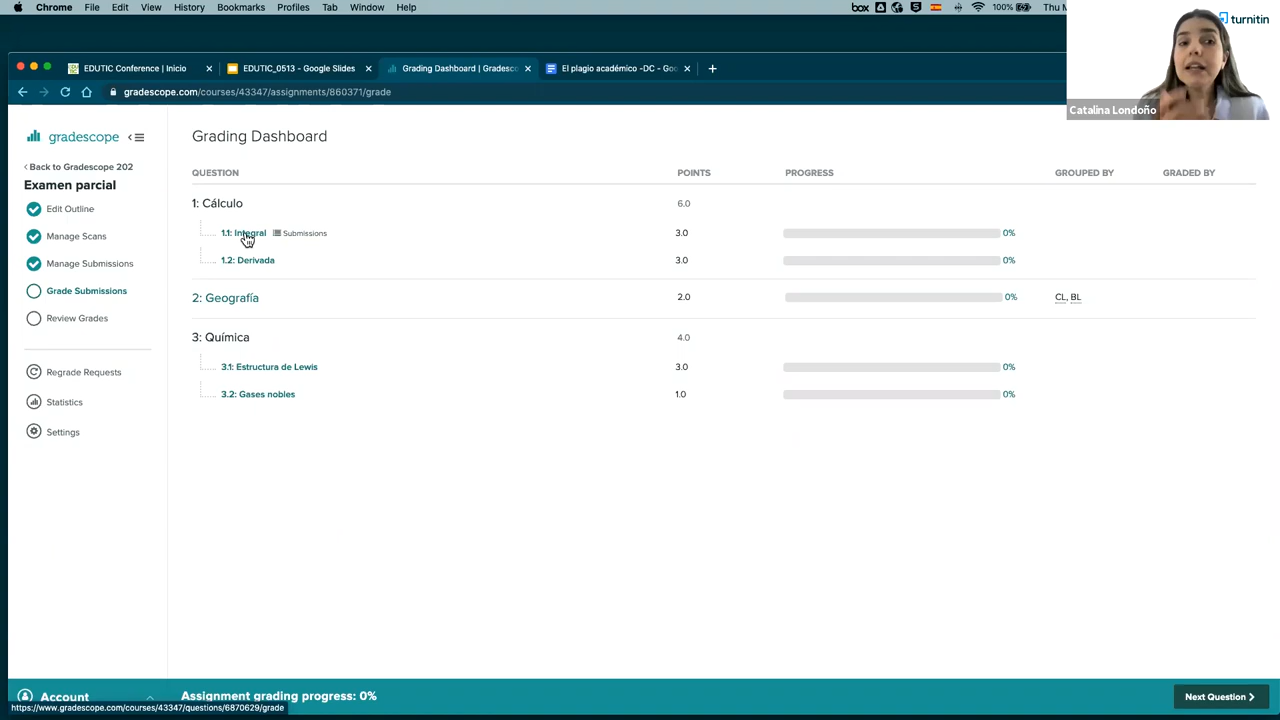 Chrome File Edit View History Bookmarks Profiles Tab Window Help box 100% Thu M
turnitin
EDUTIC Conference | Inicio EDUTIC_0513 - Google Slides Grading Dashboard | Gradesc El plagio académico -DC - Goo
gradescope.com/courses/43347/assignments/860371/grade
Catalina Londoño
gradescope
Back to Gradescope 202
Examen parcial
Edit Outline
Manage Scans
Manage Submissions
Grade Submissions
Review Grades
Regrade Requests
Statistics
Settings
Grading Dashboard
QUESTION POINTS PROGRESS GROUPED BY GRADED BY
1: Cálculo 6.0
1.1: Integral Submissions 3.0 0%
1.2: Derivada 3.0 0%
2: Geografía 2.0 0% CL, BL
3: Química 4.0
3.1: Estructura de Lewis 3.0 0%
3.2: Gases nobles 1.0 0%
Account Assignment grading progress: 0% Next Question
https://www.gradescope.com/courses/43347/questions/6870629/grade